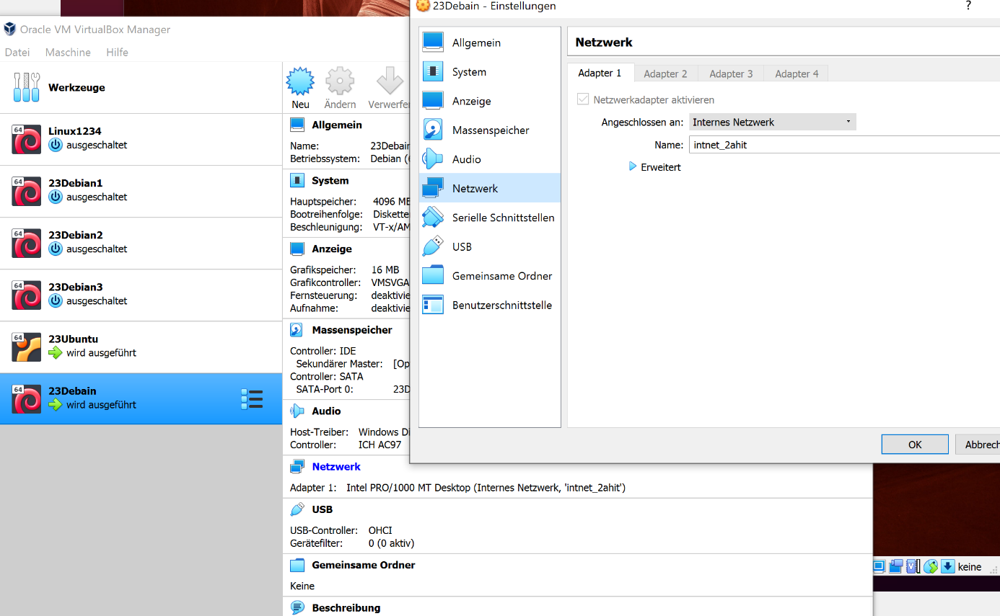 Oracle VM VirtualBox Manager
Datei Maschine Hilfe
Werkzeuge
64
Linux1234
ausgeschaltet
64
23Debian1
ausgeschaltet
64
23Debian2
ausgeschaltet
64
23Debian3
ausgeschaltet
64
23Ubuntu
wird ausgeführt
64
23Debain
wird ausgeführt
Neu Ändern Verwerfen
Allgemein
Name: 23Debain
Betriebssystem: Debian (6
System
Hauptspeicher: 4096 MB
Bootreihenfolge: Diskette
Beschleunigung: VT-x/AM
Anzeige
Grafikspeicher: 16 MB
Grafikcontroller: VMSVGA
Fernsteuerung: deaktivie
Aufnahme: deaktivie
Massenspeicher
Controller: IDE
Sekundärer Master: [Op
Controller: SATA
SATA-Port 0: 23D
Audio
Host-Treiber: Windows Di
Controller: ICH AC97
Netzwerk
Adapter 1: Intel PRO/1000 MT Desktop (Internes Netzwerk, 'intnet_2ahit')
USB
USB-Controller: OHCI
Gerätefilter: 0 (0 aktiv)
Gemeinsame Ordner
Keine
Beschreibung
23Debain - Einstellungen ?
Allgemein
System
Anzeige
Massenspeicher
Audio
Netzwerk
Serielle Schnittstellen
USB
Gemeinsame Ordner
Benutzerschnittstelle
Netzwerk
Adapter 1 Adapter 2 Adapter 3 Adapter 4
Netzwerkadapter aktivieren
Angeschlossen an: Internes Netzwerk
Name: intnet_2ahit
Erweitert
OK Abbrech
keine